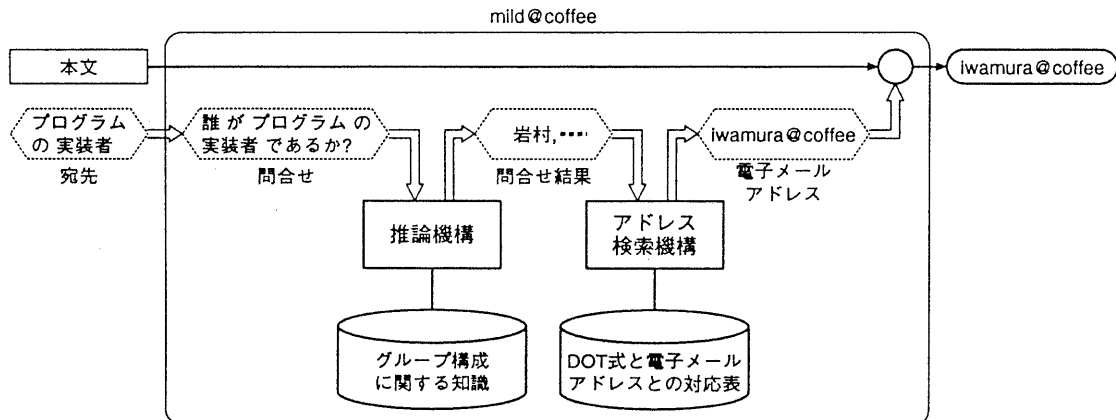 mild@coffee
本文
iwamura@coffee
プログラム
の 実装者
宛先
誰 が プログラム の
実装者 であるか?
問合せ
岩村,････
問合せ結果
iwamura@coffee
電子メール
アドレス
推論機構
アドレス
検索機構
グループ構成
に関する知識
DOT式と電子メール
アドレスとの対応表